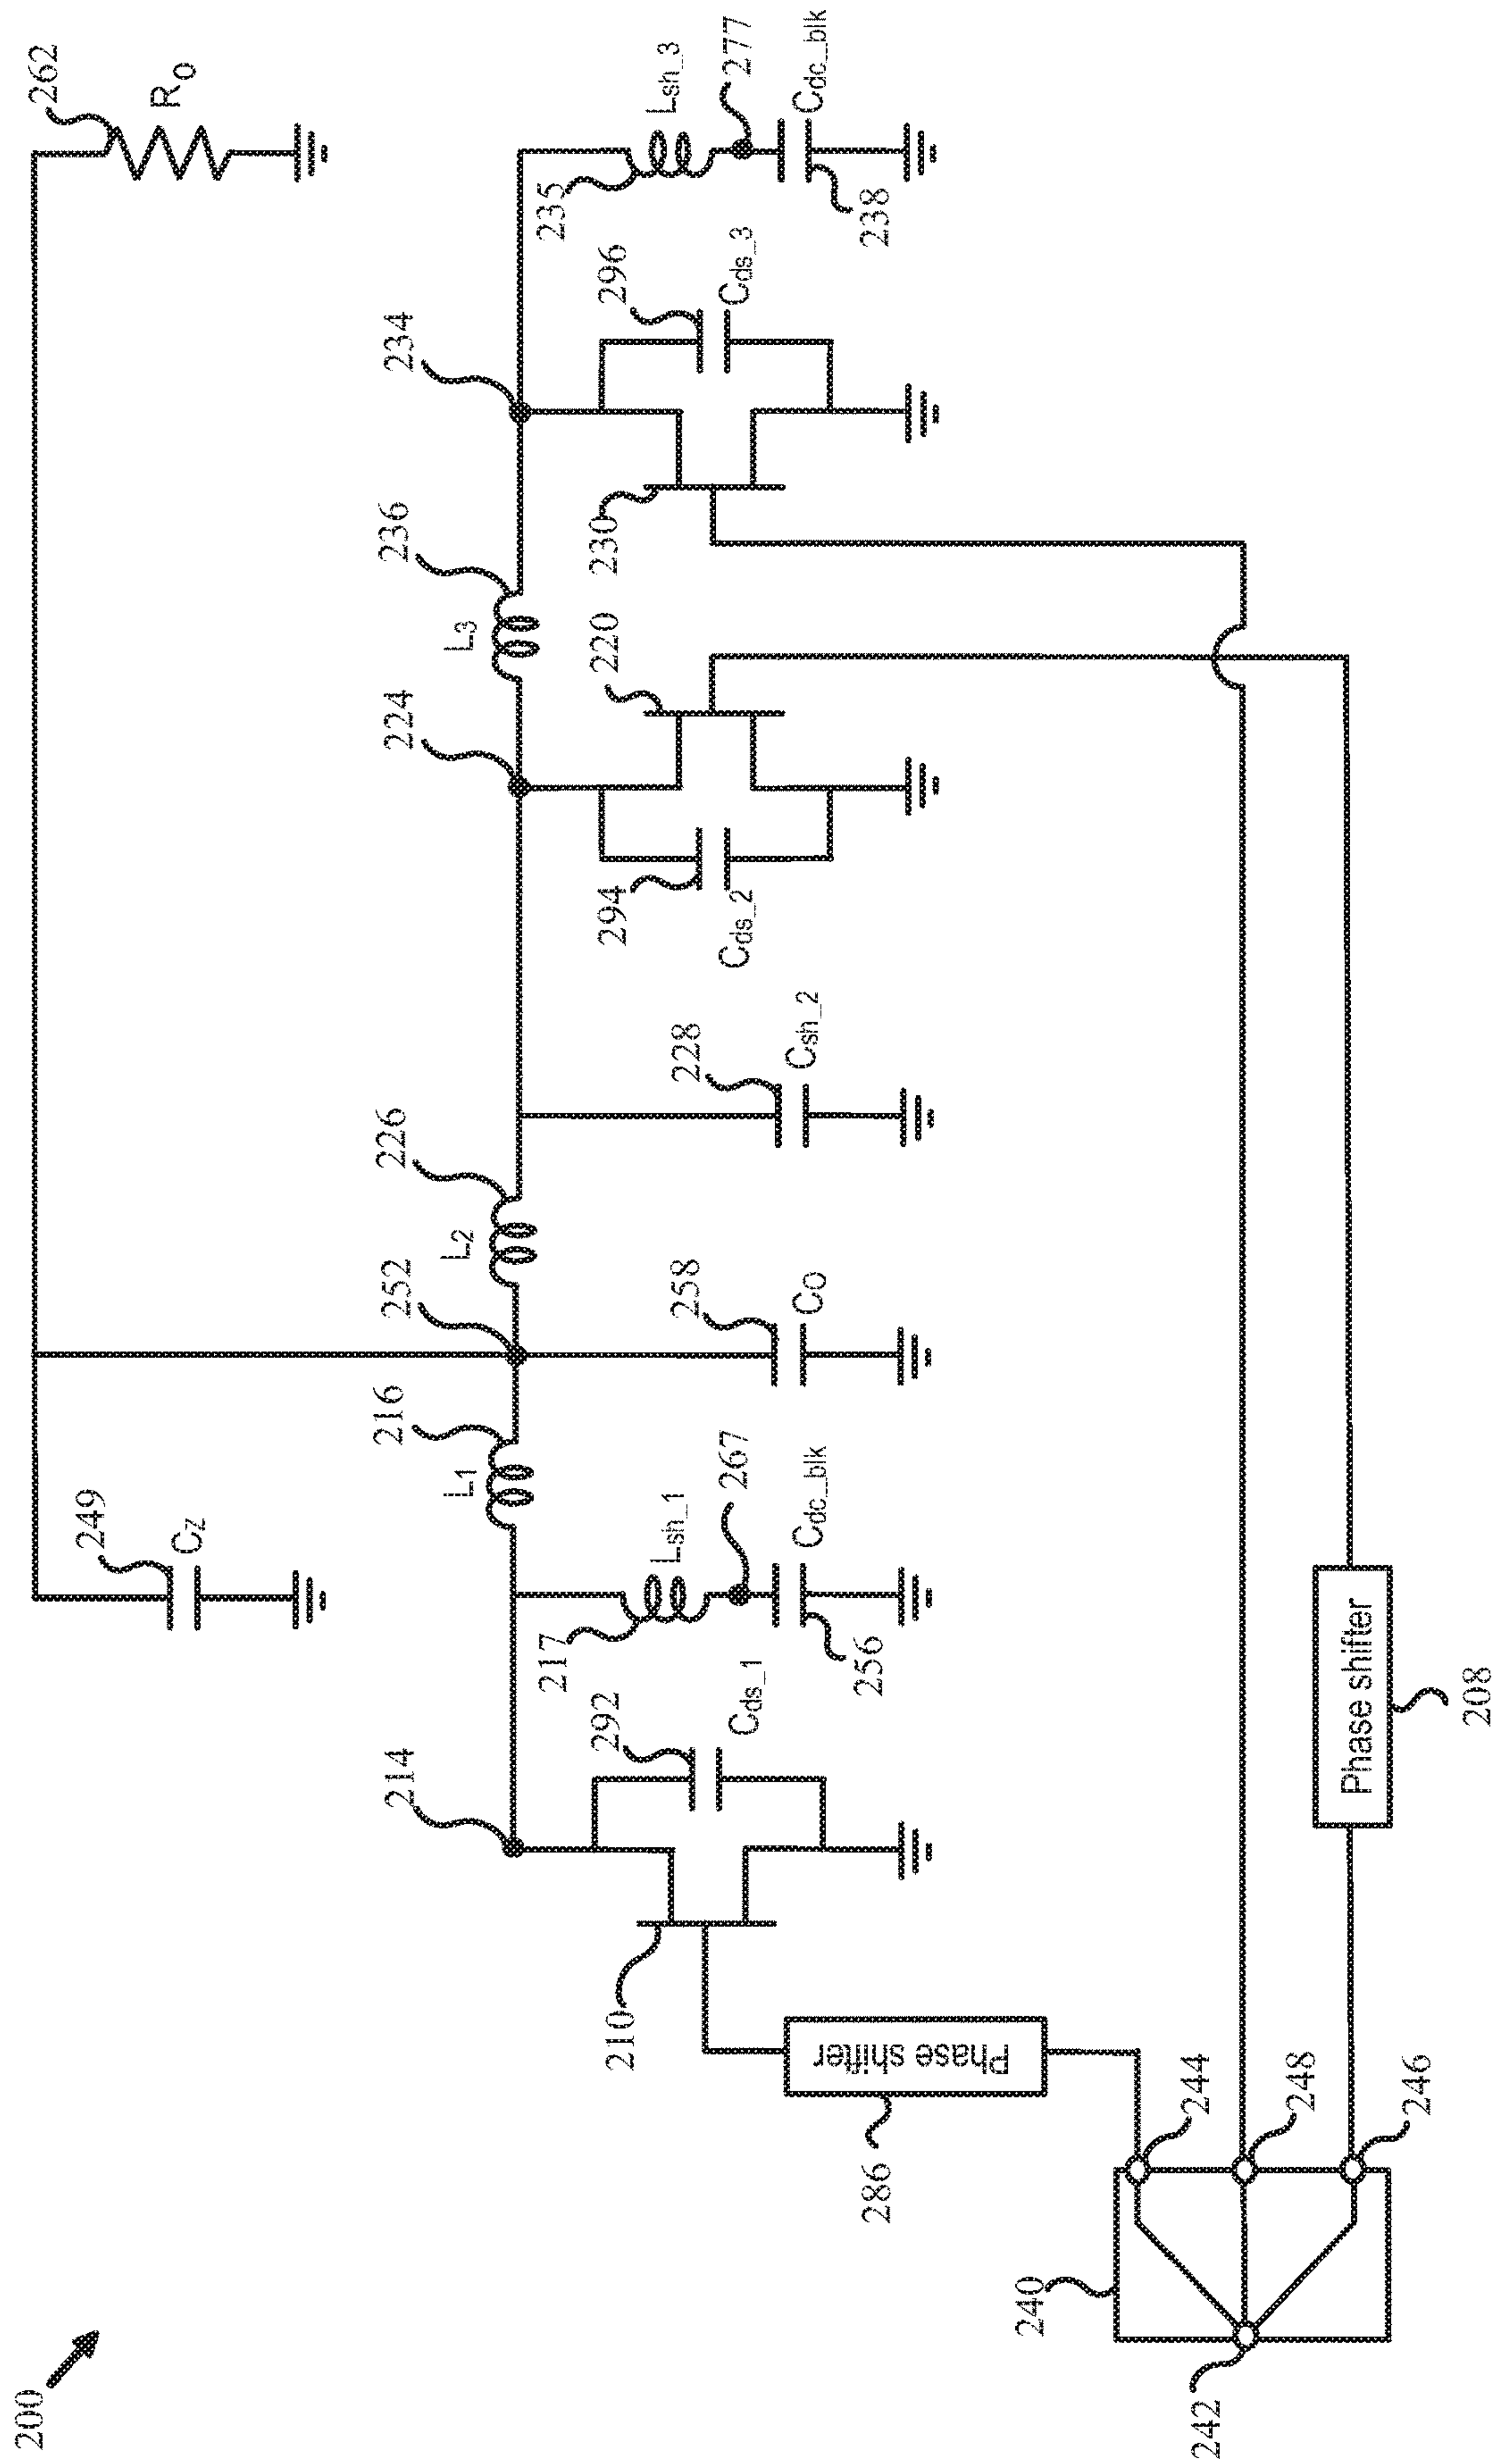 200
262
R0
249
CZ
234
236
L3
224
226
L2
252
216
L1
214
235
Lsh_3
277
Cdc_blk
238
296
Cds_3
230
220
294
Cds_2
228
Csh_2
258
CO
217
Lsh_1
267
Cdc_blk
256
292
Cds_1
210
Phase shifter
286
Phase shifter
208
244
248
246
240
242